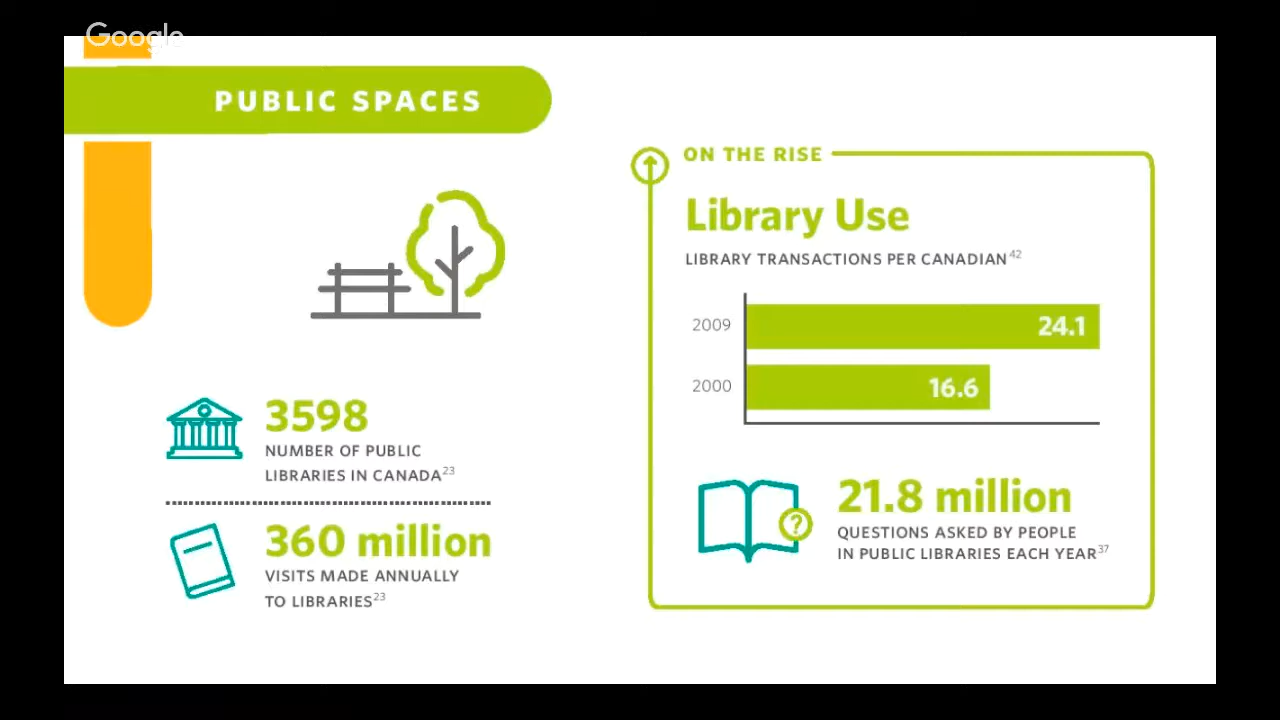 Google
PUBLIC SPACES
3598
NUMBER OF PUBLIC
LIBRARIES IN CANADA23
360 million
VISITS MADE ANNUALLY
TO LIBRARIES23
ON THE RISE
Library Use
LIBRARY TRANSACTIONS PER CANADIAN42
2009 24.1
2000 16.6
?
21.8 million
QUESTIONS ASKED BY PEOPLE
IN PUBLIC LIBRARIES EACH YEAR37